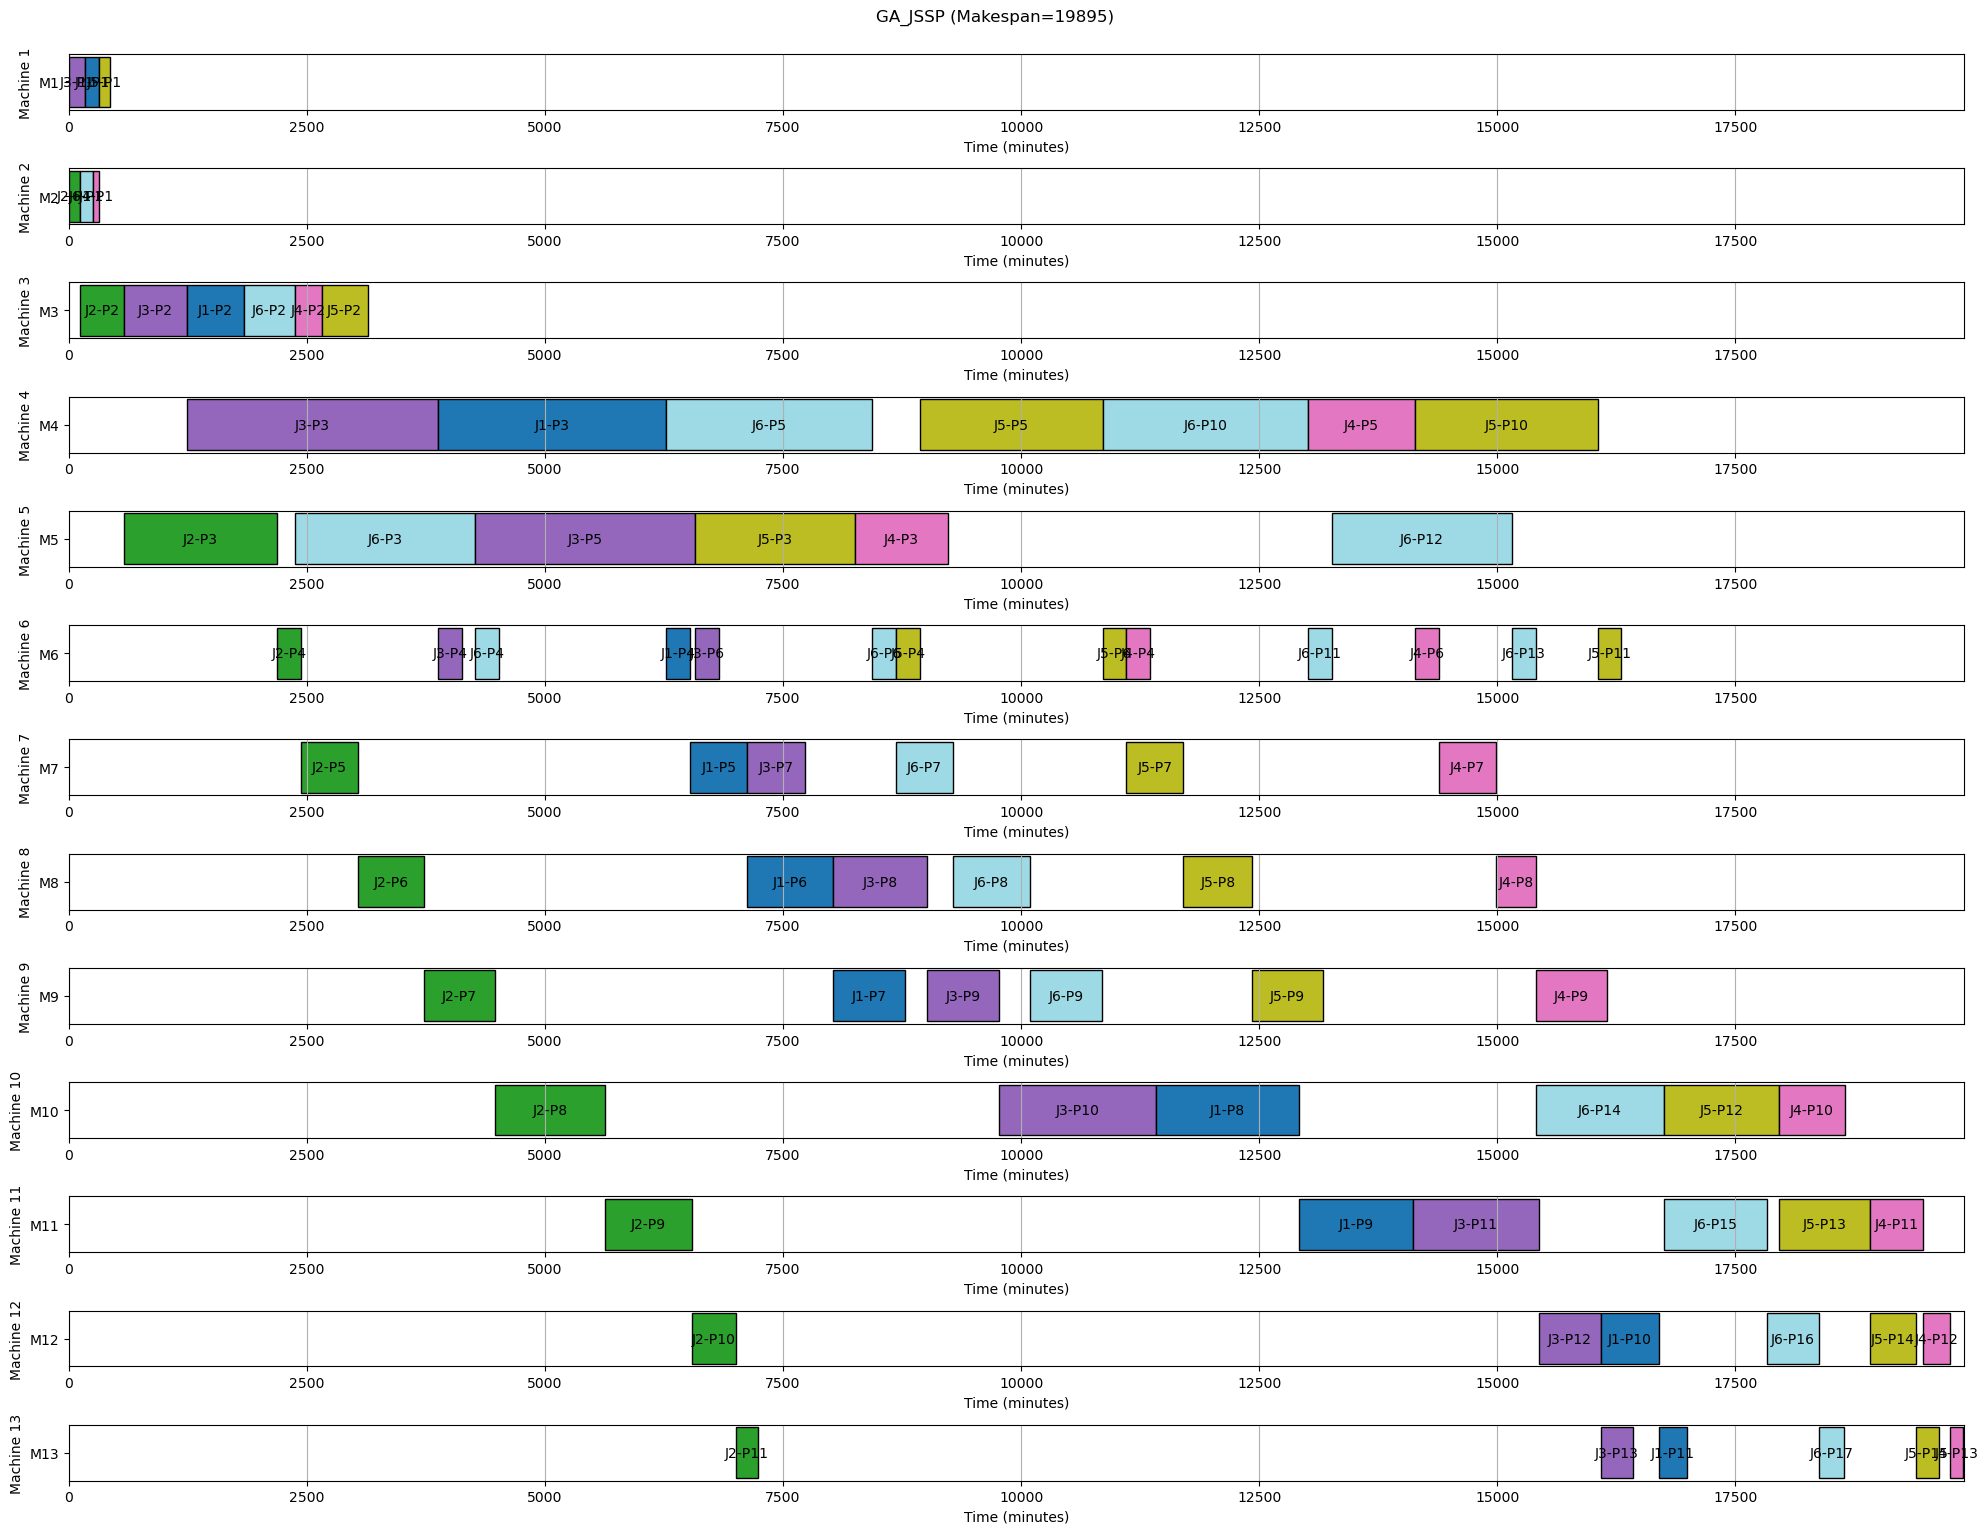 GA_JSSP (Makespan=19895)
Machine 1
M1 J3-P1 J1-P1 J5-P1
0 2500 5000 7500 10000 12500 15000 17500
Time (minutes)
Machine 2
M2 J2-P1 J6-P1 J4-P1
0 2500 5000 7500 10000 12500 15000 17500
Time (minutes)
Machine 3
M3 J2-P2 J3-P2 J1-P2 J6-P2 J4-P2 J5-P2
0 2500 5000 7500 10000 12500 15000 17500
Time (minutes)
Machine 4
M4 J3-P3 J1-P3 J6-P5 J5-P5 J6-P10 J4-P5 J5-P10
0 2500 5000 7500 10000 12500 15000 17500
Time (minutes)
Machine 5
M5 J2-P3 J6-P3 J3-P5 J5-P3 J4-P3 J6-P12
0 2500 5000 7500 10000 12500 15000 17500
Time (minutes)
Machine 6
M6 J2-P4 J3-P4 J6-P4 J1-P4 J3-P6 J6-P6 J5-P4 J5-P6 J4-P4 J6-P11 J4-P6 J6-P13 J5-P11
0 2500 5000 7500 10000 12500 15000 17500
Time (minutes)
Machine 7
M7 J2-P5 J1-P5 J3-P7 J6-P7 J5-P7 J4-P7
0 2500 5000 7500 10000 12500 15000 17500
Time (minutes)
Machine 8
M8 J2-P6 J1-P6 J3-P8 J6-P8 J5-P8 J4-P8
0 2500 5000 7500 10000 12500 15000 17500
Time (minutes)
Machine 9
M9 J2-P7 J1-P7 J3-P9 J6-P9 J5-P9 J4-P9
0 2500 5000 7500 10000 12500 15000 17500
Time (minutes)
Machine 10
M10 J2-P8 J3-P10 J1-P8 J6-P14 J5-P12 J4-P10
0 2500 5000 7500 10000 12500 15000 17500
Time (minutes)
Machine 11
M11 J2-P9 J1-P9 J3-P11 J6-P15 J5-P13 J4-P11
0 2500 5000 7500 10000 12500 15000 17500
Time (minutes)
Machine 12
M12 J2-P10 J3-P12 J1-P10 J6-P16 J5-P14 J4-P12
0 2500 5000 7500 10000 12500 15000 17500
Time (minutes)
Machine 13
M13 J2-P11 J3-P13 J1-P11 J6-P17 J5-P15 J4-P13
0 2500 5000 7500 10000 12500 15000 17500
Time (minutes)